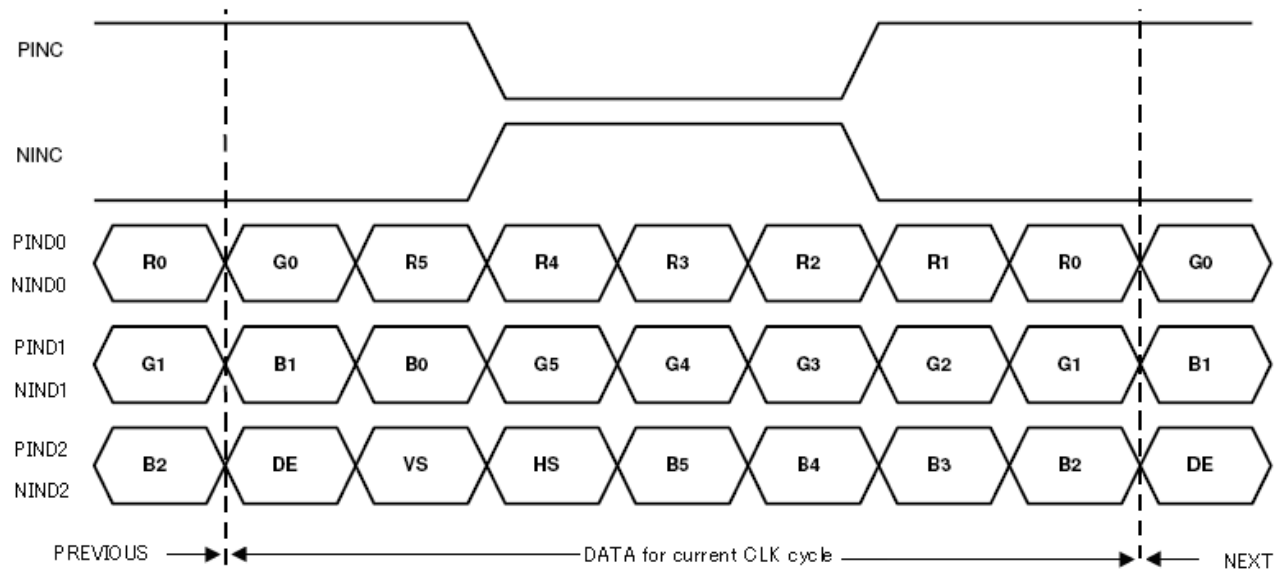 PINC
NINC
PIND0
R0 G0 R5 R4 R3 R2 R1 R0 G0
NIND0
PIND1
G1 B1 B0 G5 G4 G3 G2 G1 B1
NIND1
PIND2
B2 DE VS HS B5 B4 B3 B2 DE
NIND2
PREVIOUS DATA for current CLK cycle NEXT